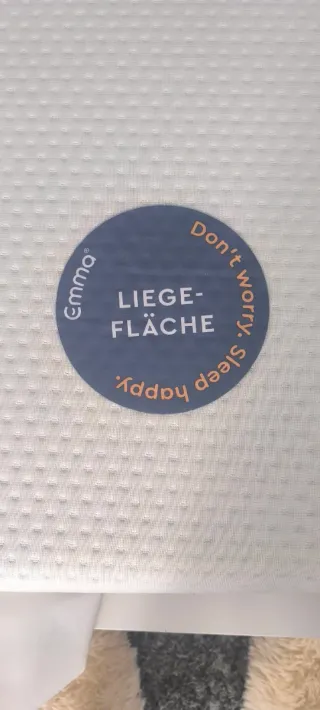 emma®
LIEGE-
FLÄCHE
Don't worry. Sleep happy.